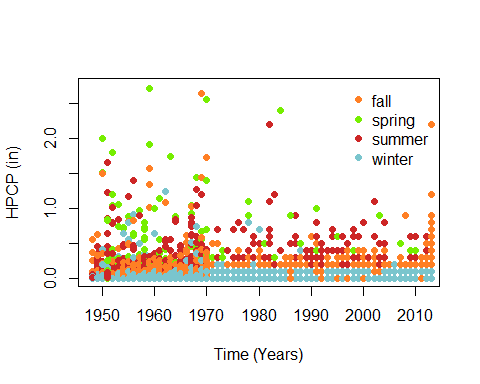 fall
spring
summer
winter
HPCP (in)
2.0
1.0
0.0
1950 1960 1970 1980 1990 2000 2010
Time (Years)